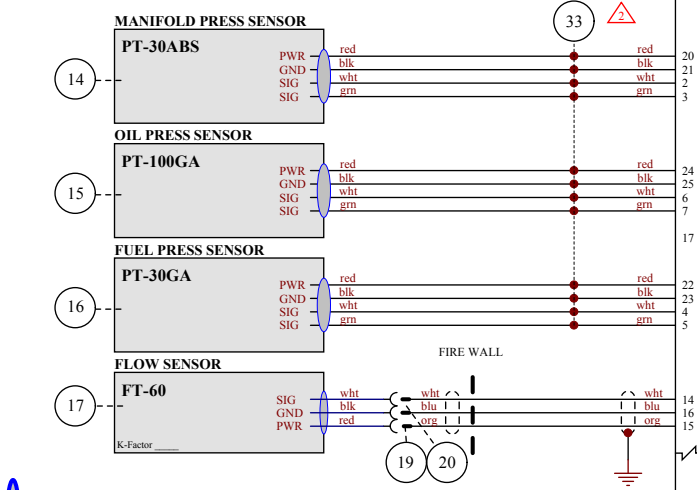 MANIFOLD PRESS SENSOR
33
2
PT-30ABS
14
PWR red red 20
GND blk blk 21
SIG wht wht 2
SIG grn grn 3
OIL PRESS SENSOR
PT-100GA
15
PWR red red 24
GND blk blk 25
SIG wht wht 6
SIG grn grn 7
17
FUEL PRESS SENSOR
PT-30GA
16
PWR red red 22
GND blk blk 23
SIG wht wht 4
SIG grn grn 5
FIRE WALL
FLOW SENSOR
FT-60
17
SIG wht wht wht 14
GND blk blu blu 16
PWR red org org 15
K-Factor _____
19 20